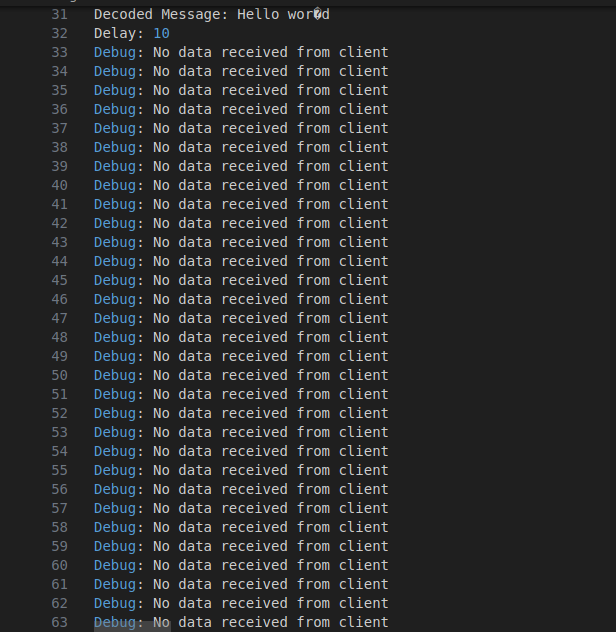 31 Decoded Message: Hello wor�d
32 Delay: 10
33 Debug: No data received from client
34 Debug: No data received from client
35 Debug: No data received from client
36 Debug: No data received from client
37 Debug: No data received from client
38 Debug: No data received from client
39 Debug: No data received from client
40 Debug: No data received from client
41 Debug: No data received from client
42 Debug: No data received from client
43 Debug: No data received from client
44 Debug: No data received from client
45 Debug: No data received from client
46 Debug: No data received from client
47 Debug: No data received from client
48 Debug: No data received from client
49 Debug: No data received from client
50 Debug: No data received from client
51 Debug: No data received from client
52 Debug: No data received from client
53 Debug: No data received from client
54 Debug: No data received from client
55 Debug: No data received from client
56 Debug: No data received from client
57 Debug: No data received from client
58 Debug: No data received from client
59 Debug: No data received from client
60 Debug: No data received from client
61 Debug: No data received from client
62 Debug: No data received from client
63 Debug: No data received from client